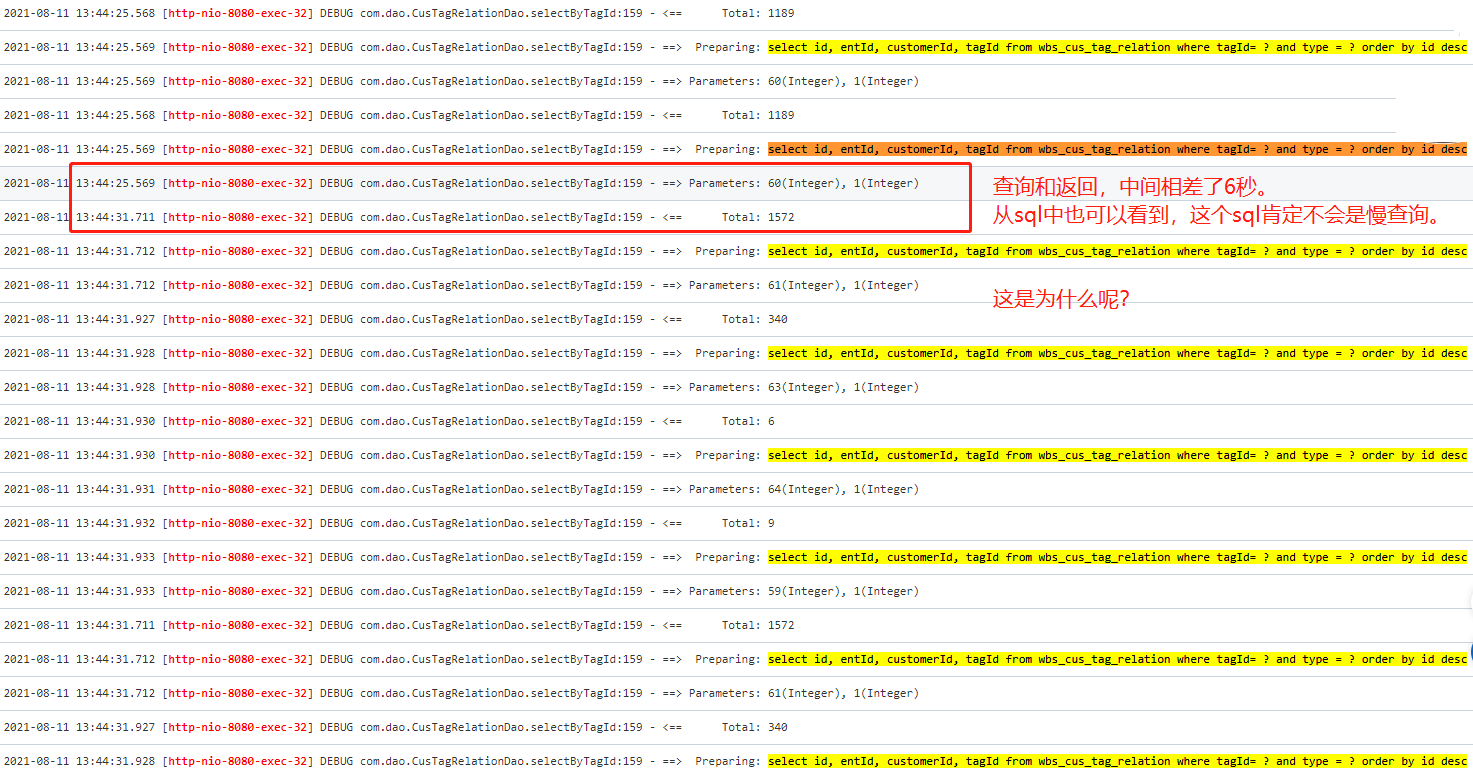 2021-08-11 13:44:25.568 [http-nio-8080-exec-32] DEBUG com.dao.CusTagRelationDao.selectByTagId:159 - <== Total: 1189
2021-08-11 13:44:25.569 [http-nio-8080-exec-32] DEBUG com.dao.CusTagRelationDao.selectByTagId:159 - ==> Preparing: select id, entId, customerId, tagId from wbs_cus_tag_relation where tagId= ? and type = ? order by id desc
2021-08-11 13:44:25.569 [http-nio-8080-exec-32] DEBUG com.dao.CusTagRelationDao.selectByTagId:159 - ==> Parameters: 60(Integer), 1(Integer)
2021-08-11 13:44:25.568 [http-nio-8080-exec-32] DEBUG com.dao.CusTagRelationDao.selectByTagId:159 - <== Total: 1189
2021-08-11 13:44:25.569 [http-nio-8080-exec-32] DEBUG com.dao.CusTagRelationDao.selectByTagId:159 - ==> Preparing: select id, entId, customerId, tagId from wbs_cus_tag_relation where tagId= ? and type = ? order by id desc
2021-08-11 13:44:25.569 [http-nio-8080-exec-32] DEBUG com.dao.CusTagRelationDao.selectByTagId:159 - ==> Parameters: 60(Integer), 1(Integer)
查询和返回，中间相差了6秒。
2021-08-11 13:44:31.711 [http-nio-8080-exec-32] DEBUG com.dao.CusTagRelationDao.selectByTagId:159 - <== Total: 1572
从sql中也可以看到，这个sql肯定不会是慢查询。
2021-08-11 13:44:31.712 [http-nio-8080-exec-32] DEBUG com.dao.CusTagRelationDao.selectByTagId:159 - ==> Preparing: select id, entId, customerId, tagId from wbs_cus_tag_relation where tagId= ? and type = ? order by id desc
2021-08-11 13:44:31.712 [http-nio-8080-exec-32] DEBUG com.dao.CusTagRelationDao.selectByTagId:159 - ==> Parameters: 61(Integer), 1(Integer)
这是为什么呢?
2021-08-11 13:44:31.927 [http-nio-8080-exec-32] DEBUG com.dao.CusTagRelationDao.selectByTagId:159 - <== Total: 340
2021-08-11 13:44:31.928 [http-nio-8080-exec-32] DEBUG com.dao.CusTagRelationDao.selectByTagId:159 - ==> Preparing: select id, entId, customerId, tagId from wbs_cus_tag_relation where tagId= ? and type = ? order by id desc
2021-08-11 13:44:31.928 [http-nio-8080-exec-32] DEBUG com.dao.CusTagRelationDao.selectByTagId:159 - ==> Parameters: 63(Integer), 1(Integer)
2021-08-11 13:44:31.930 [http-nio-8080-exec-32] DEBUG com.dao.CusTagRelationDao.selectByTagId:159 - <== Total: 6
2021-08-11 13:44:31.930 [http-nio-8080-exec-32] DEBUG com.dao.CusTagRelationDao.selectByTagId:159 - ==> Preparing: select id, entId, customerId, tagId from wbs_cus_tag_relation where tagId= ? and type = ? order by id desc
2021-08-11 13:44:31.931 [http-nio-8080-exec-32] DEBUG com.dao.CusTagRelationDao.selectByTagId:159 - ==> Parameters: 64(Integer), 1(Integer)
2021-08-11 13:44:31.932 [http-nio-8080-exec-32] DEBUG com.dao.CusTagRelationDao.selectByTagId:159 - <== Total: 9
2021-08-11 13:44:31.933 [http-nio-8080-exec-32] DEBUG com.dao.CusTagRelationDao.selectByTagId:159 - ==> Preparing: select id, entId, customerId, tagId from wbs_cus_tag_relation where tagId= ? and type = ? order by id desc
2021-08-11 13:44:31.933 [http-nio-8080-exec-32] DEBUG com.dao.CusTagRelationDao.selectByTagId:159 - ==> Parameters: 59(Integer), 1(Integer)
2021-08-11 13:44:31.711 [http-nio-8080-exec-32] DEBUG com.dao.CusTagRelationDao.selectByTagId:159 - <== Total: 1572
2021-08-11 13:44:31.712 [http-nio-8080-exec-32] DEBUG com.dao.CusTagRelationDao.selectByTagId:159 - ==> Preparing: select id, entId, customerId, tagId from wbs_cus_tag_relation where tagId= ? and type = ? order by id desc
2021-08-11 13:44:31.712 [http-nio-8080-exec-32] DEBUG com.dao.CusTagRelationDao.selectByTagId:159 - ==> Parameters: 61(Integer), 1(Integer)
2021-08-11 13:44:31.927 [http-nio-8080-exec-32] DEBUG com.dao.CusTagRelationDao.selectByTagId:159 - <== Total: 340
2021-08-11 13:44:31.928 [http-nio-8080-exec-32] DEBUG com.dao.CusTagRelationDao.selectByTagId:159 - ==> Preparing: select id, entId, customerId, tagId from wbs_cus_tag_relation where tagId= ? and type = ? order by id desc